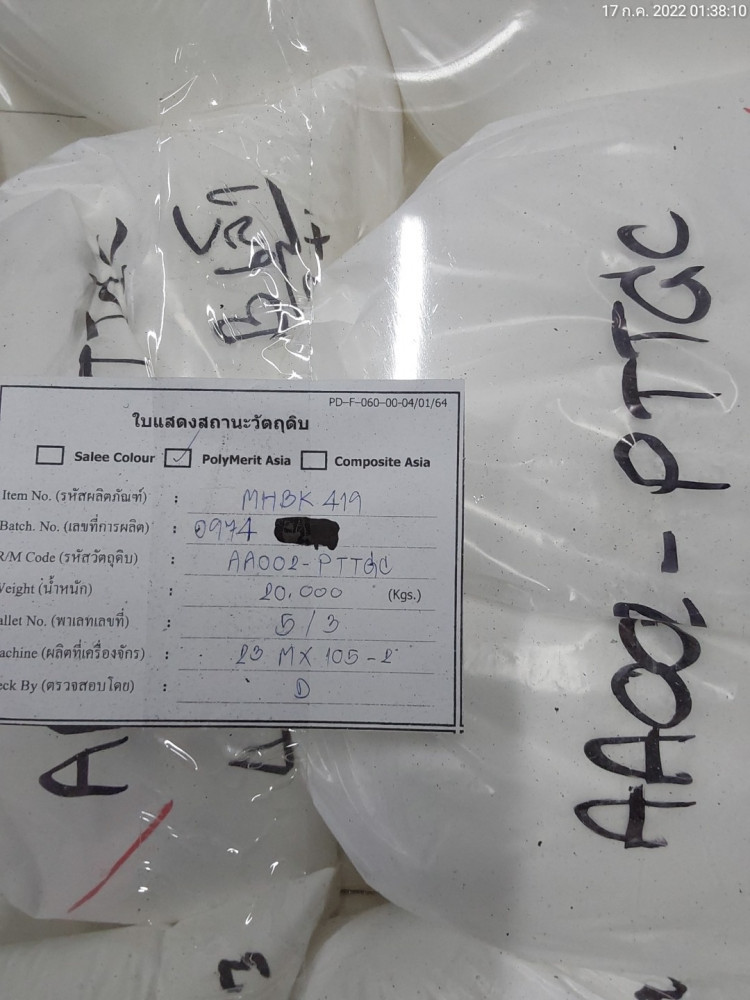 17 ก.ค. 2022 01:38:10
PD-F-060-00-04/01/64
ใบแสดงสถานะวัตถุดิบ
Salee Colour PolyMerit Asia Composite Asia
Item No. (รหัสผลิตภัณฑ์) : MHBK 419
Batch. No. (เลขที่การผลิต) : 0974
R/M Code (รหัสวัตถุดิบ) : AA002-PTTGC
Weight (น้ำหนัก) : 20.000 (Kgs.)
allet No. (พาเลทเลขที่) : 5/3
achine (ผลิตที่เครื่องจักร) : 23 MX 105-2
eck By (ตรวจสอบโดย) : D
AA002-PTTGC
3